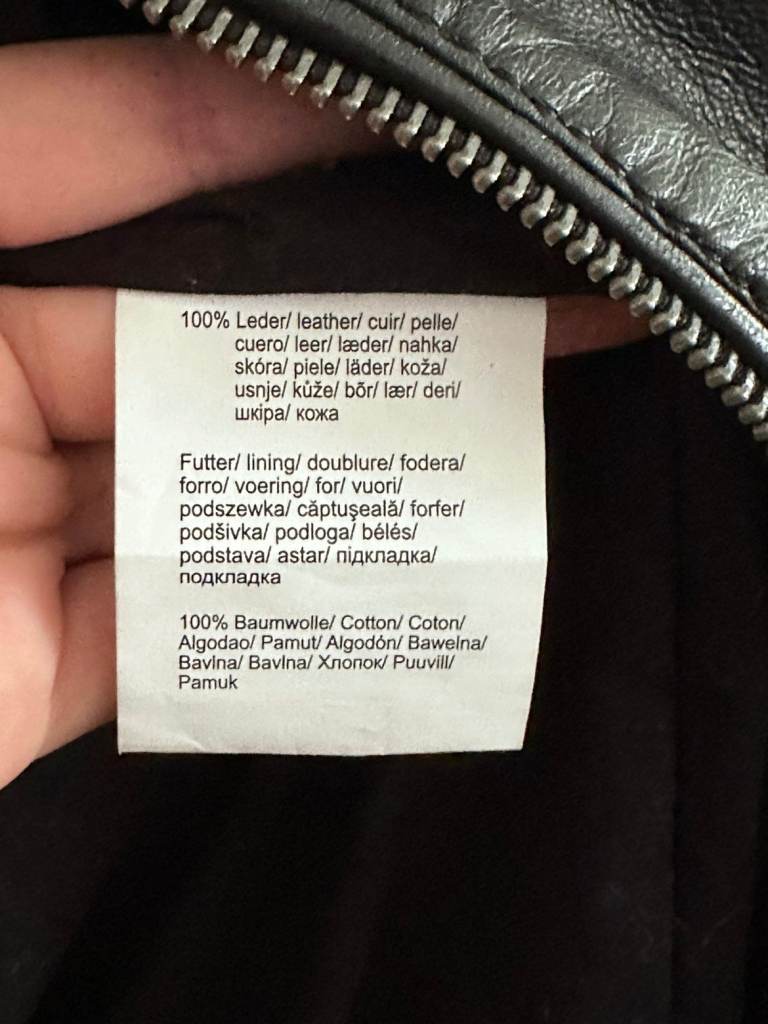 100% Leder/ leather/ cuir/ pelle/
cuero/ leer/ læder/ nahka/
skóra/ piele/ läder/ koža/
usnje/ kůže/ bõr/ lær/ deri/
шкіра/ кожа
Futter/ lining/ doublure/ fodera/
forro/ voering/ for/ vuori/
podszewka/ căptuşeală/ forfer/
podšivka/ podloga/ bélés/
podstava/ astar/ підкладка/
подкладка
100% Baumwolle/ Cotton/ Coton/
Algodao/ Pamut/ Algodón/ Bawelna/
Bavlna/ Bavlna/ Хлопок/ Puuvill/
Pamuk